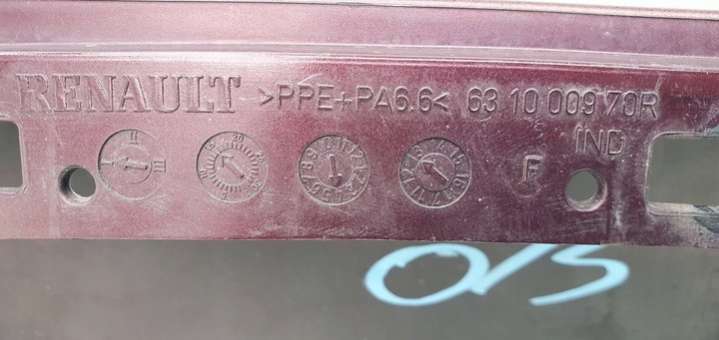 RENAULT >PPE+PA6.6< 63 10 009 70R
IND
F
015